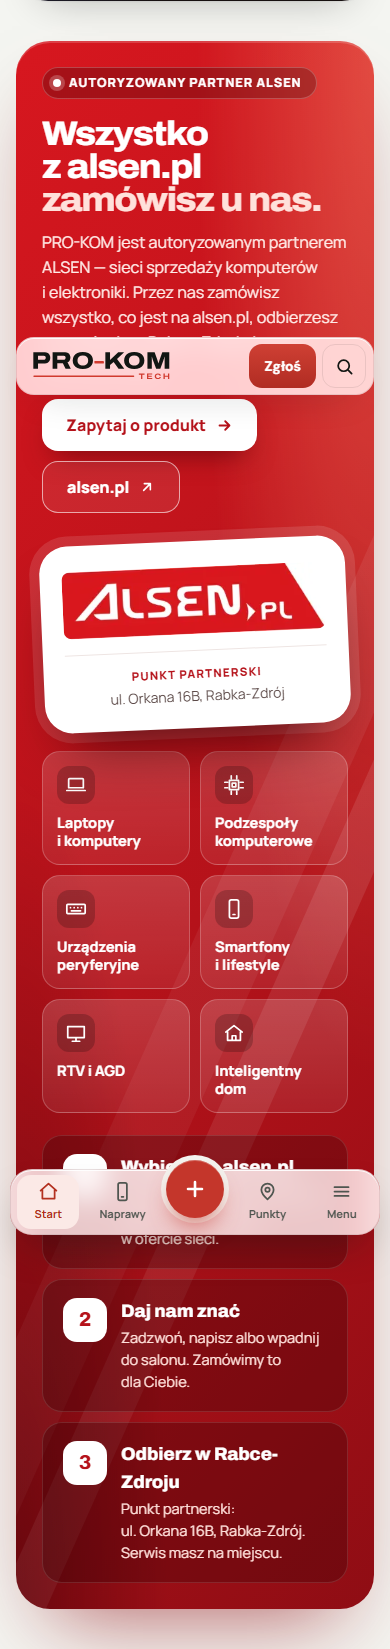 AUTORYZOWANY PARTNER ALSEN
Wszystko
z alsen.pl
zamówisz u nas.
PRO-KOM jest autoryzowanym partnerem
ALSEN — sieci sprzedaży komputerów
i elektroniki. Przez nas zamówisz
wszystko, co jest na alsen.pl, odbierzesz
PRO-KOM
TECH
Zgłoś
Zapytaj o produkt
alsen.pl
ALSEN.PL
PUNKT PARTNERSKI
ul. Orkana 16B, Rabka-Zdrój
Laptopy
i komputery
Podzespoły
komputerowe
Urządzenia
peryferyjne
Smartfony
i lifestyle
RTV i AGD
Inteligentny
dom
alsen.pl
Start
Naprawy
+
Punkty
Menu
w ofercie sieci.
2
Daj nam znać
Zadzwoń, napisz albo wpadnij
do salonu. Zamówimy to
dla Ciebie.
3
Odbierz w Rabce-
Zdroju
Punkt partnerski:
ul. Orkana 16B, Rabka-Zdrój.
Serwis masz na miejscu.